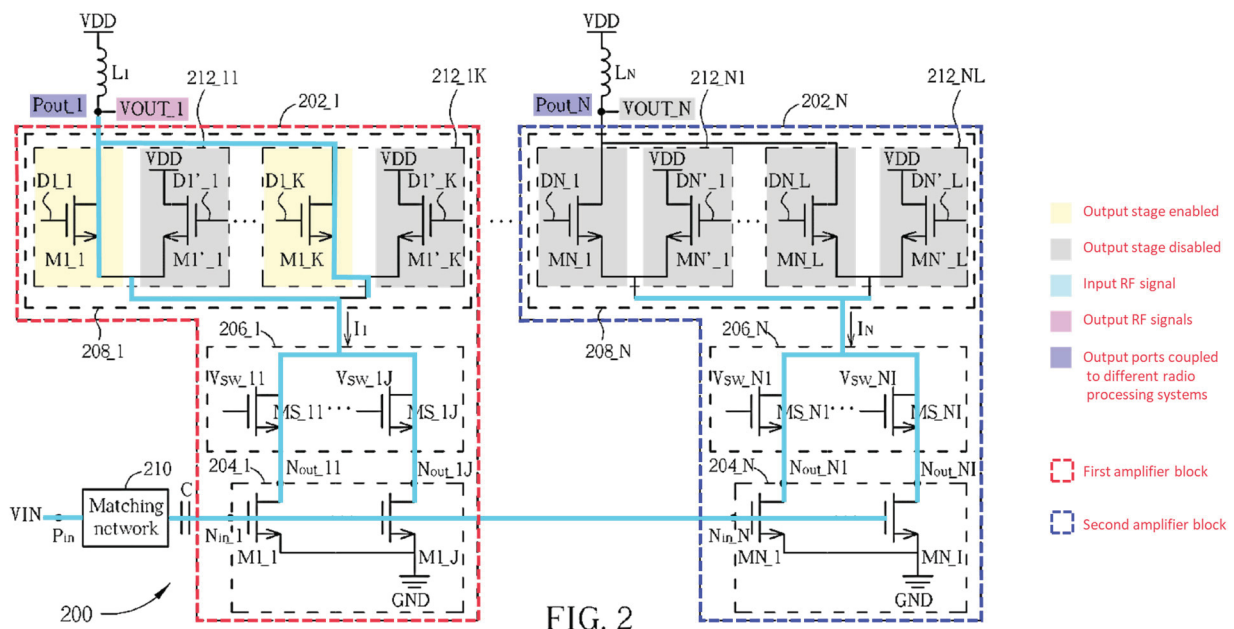 VDD
VDD
L1
212_11
212_1K
LN
212_N1
212_NL
Pout_1
VOUT_1
202_1
Pout_N
VOUT_N
202_N
VDD
VDD
VDD
VDD
D1_1
D1'_1
D1_K
D1'_K
DN_1
DN'_1
DN_L
DN'_L
... ... ... ... ...
M1_1
M1'_1
M1_K
M1'_K
MN_1
MN'_1
MN_L
MN'_L
208_1
206_1
I1
208_N
206_N
IN
VSW_11
VSW_1J
VSW_N1
VSW_NI
MS_11
...
MS_1J
MS_N1
...
MS_NI
210
204_1
Nout_11
Nout_1J
204_N
Nout_N1
Nout_NI
VIN
Pin
Matching
network
C
Nin_1
Nin_N
M1_1
M1_J
MN_1
MN_I
GND
GND
200
FIG. 2
Output stage enabled
Output stage disabled
Input RF signal
Output RF signals
Output ports coupled
to different radio
processing systems
First amplifier block
Second amplifier block